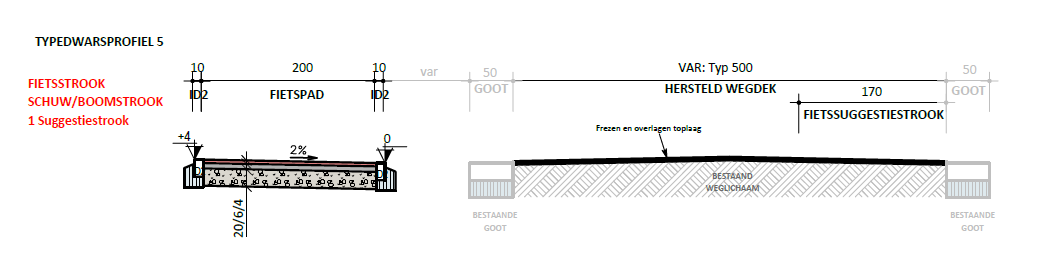 TYPEDWARSPROFIEL 5
FIETSSTROOK
SCHUW/BOOMSTROOK
1 Suggestiestrook
10 200 10 var 50 VAR: Typ 500 50
ID2 FIETSPAD ID2 GOOT HERSTELD WEGDEK GOOT
170
FIETSSUGGESTIESTROOK
+4 2% 0
20/6/4
Frezen en overlagen toplaag
BESTAAND
WEGLICHAAM
BESTAANDE
GOOT
BESTAANDE
GOOT